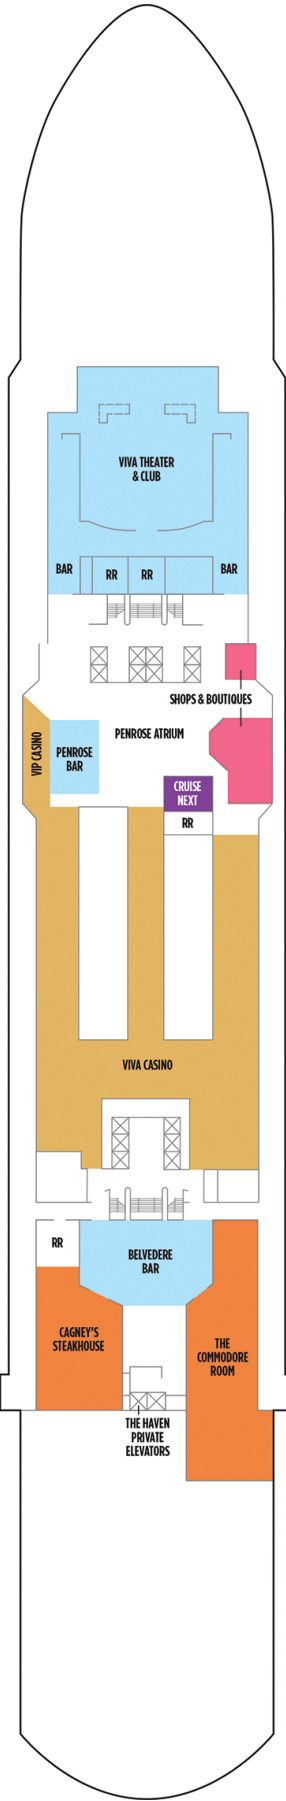 VIVA THEATER
& CLUB
BAR
RR
RR
BAR
SHOPS & BOUTIQUES
VIP CASINO
PENROSE
BAR
PENROSE ATRIUM
CRUISE
NEXT
RR
VIVA CASINO
RR
BELVEDERE
BAR
CAGNEY'S
STEAKHOUSE
THE
COMMODORE
ROOM
THE HAVEN
PRIVATE
ELEVATORS